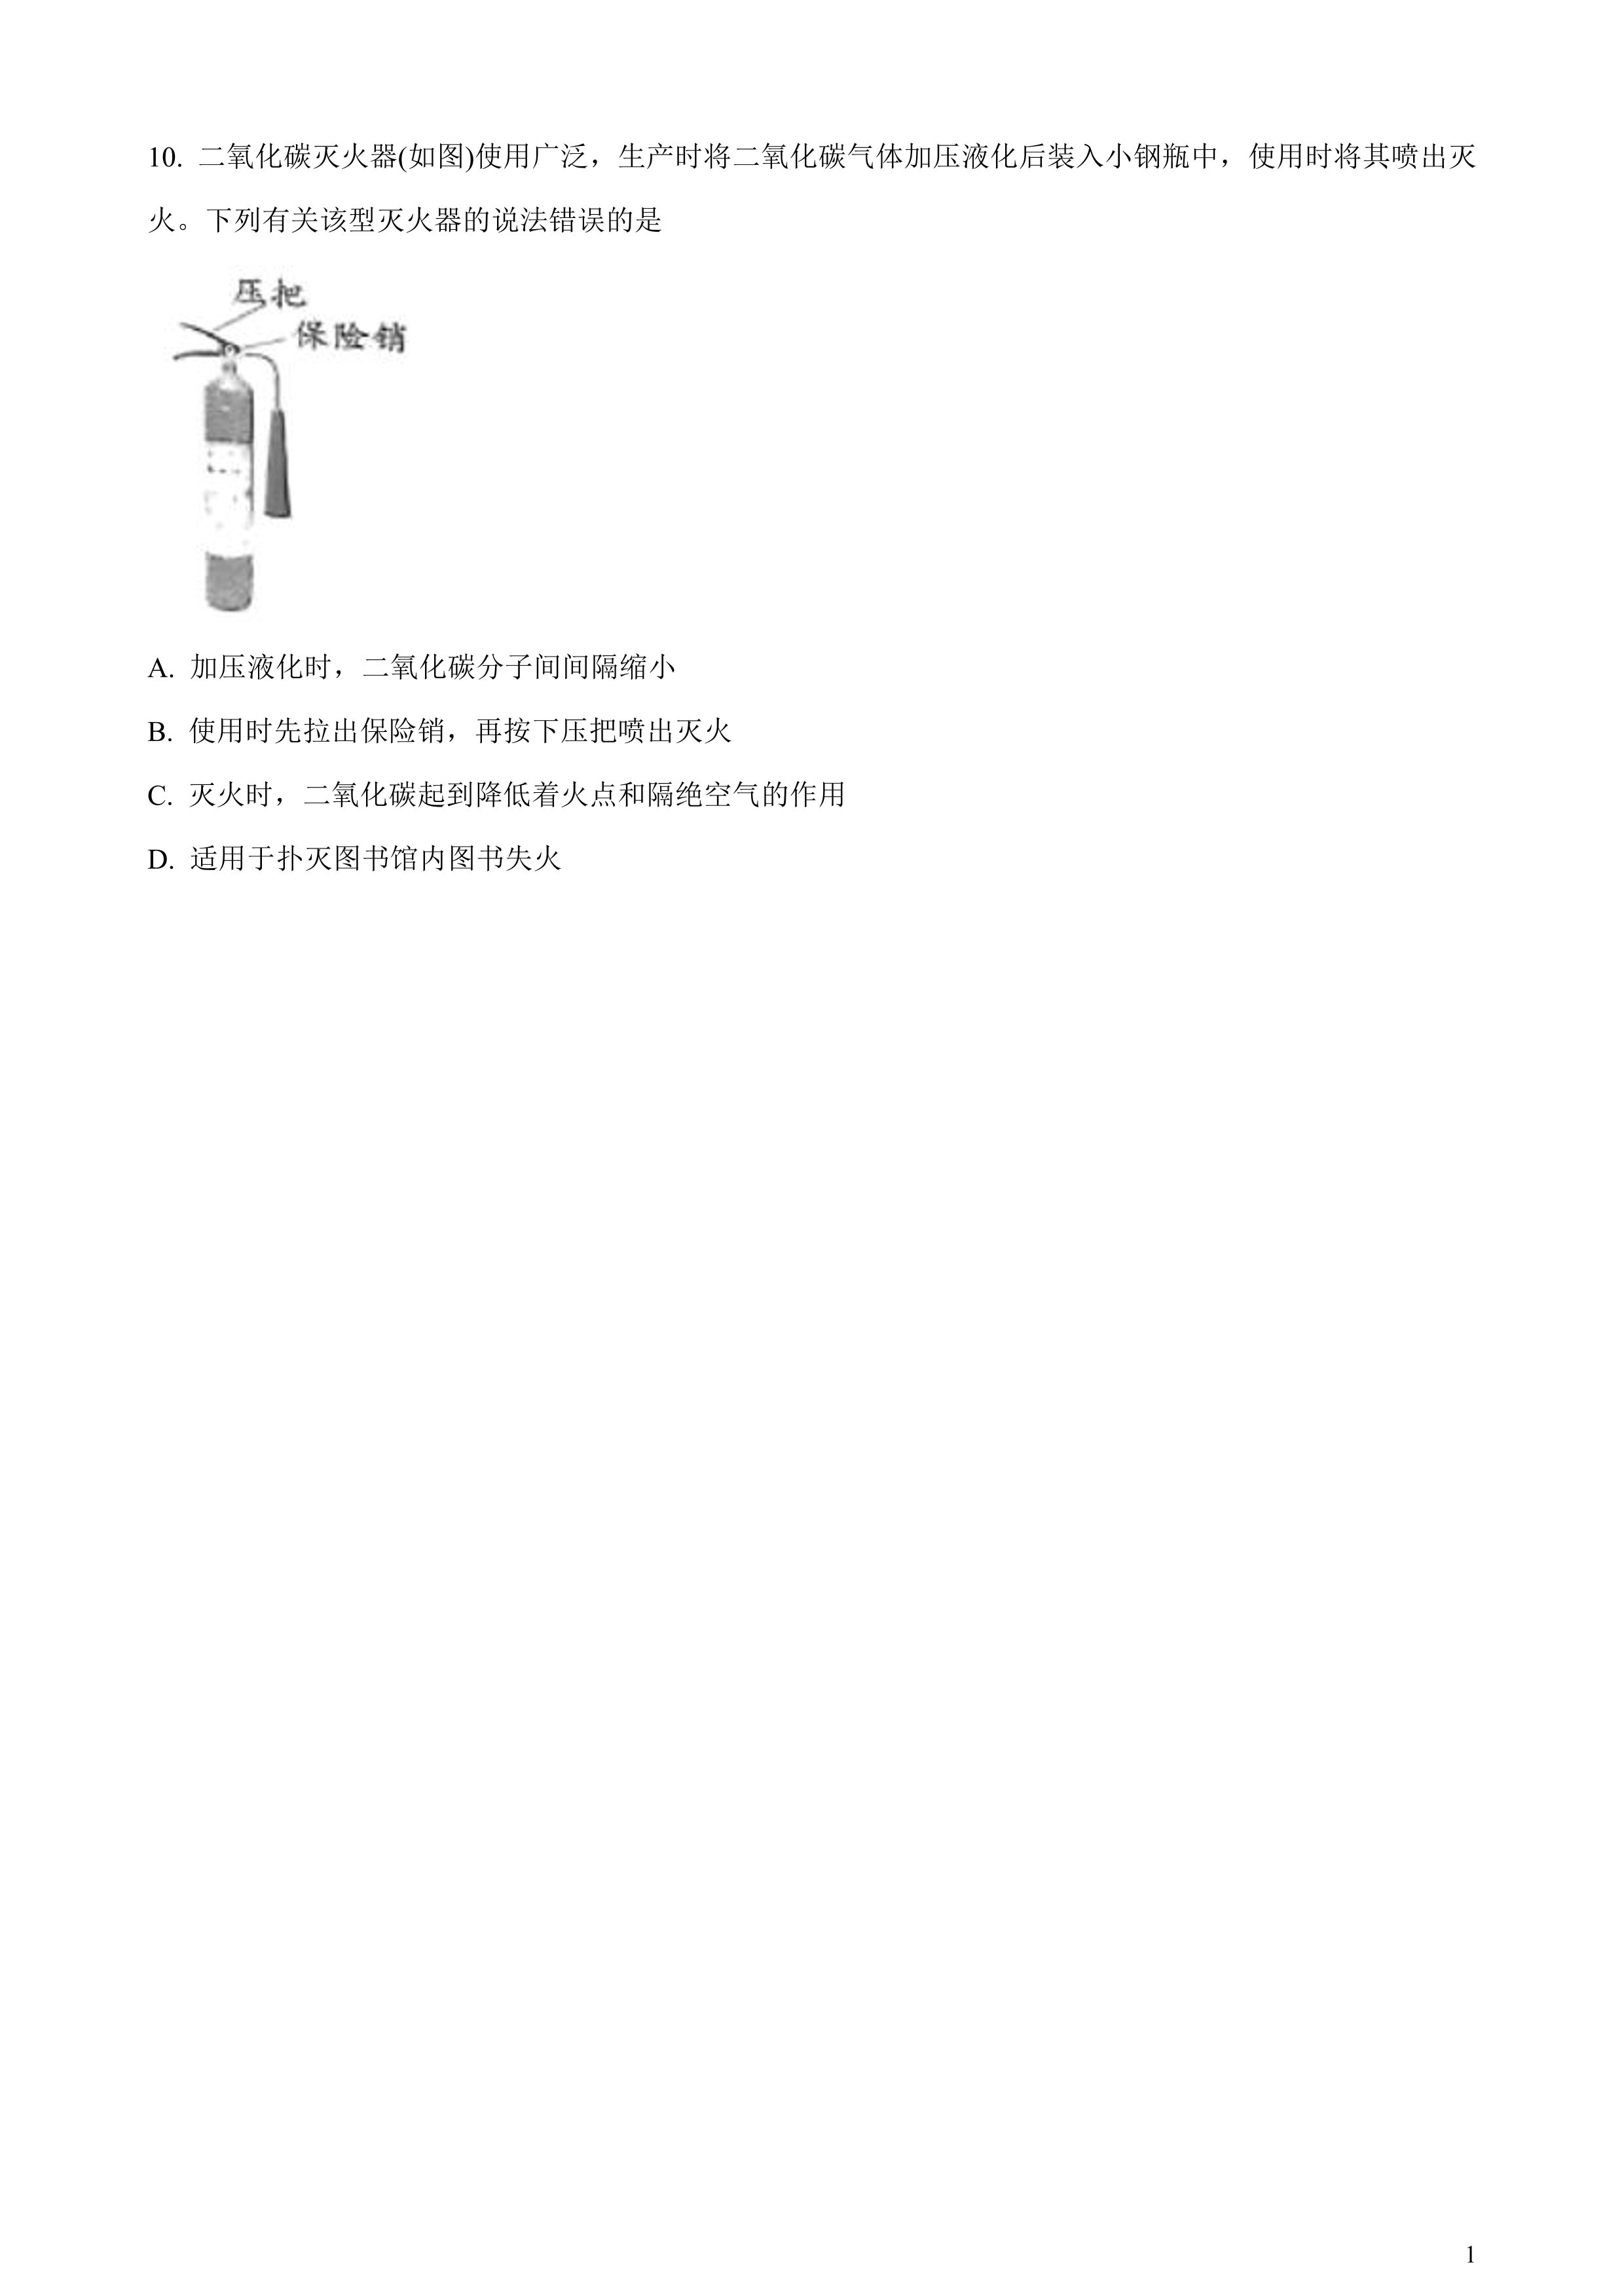 10. 二氧化碳灭火器(如图)使用广泛，生产时将二氧化碳气体加压液化后装入小钢瓶中，使用时将其喷出灭
火。下列有关该型灭火器的说法错误的是
压把
保险销
A. 加压液化时，二氧化碳分子间间隔缩小
B. 使用时先拉出保险销，再按下压把喷出灭火
C. 灭火时，二氧化碳起到降低着火点和隔绝空气的作用
D. 适用于扑灭图书馆内图书失火
1